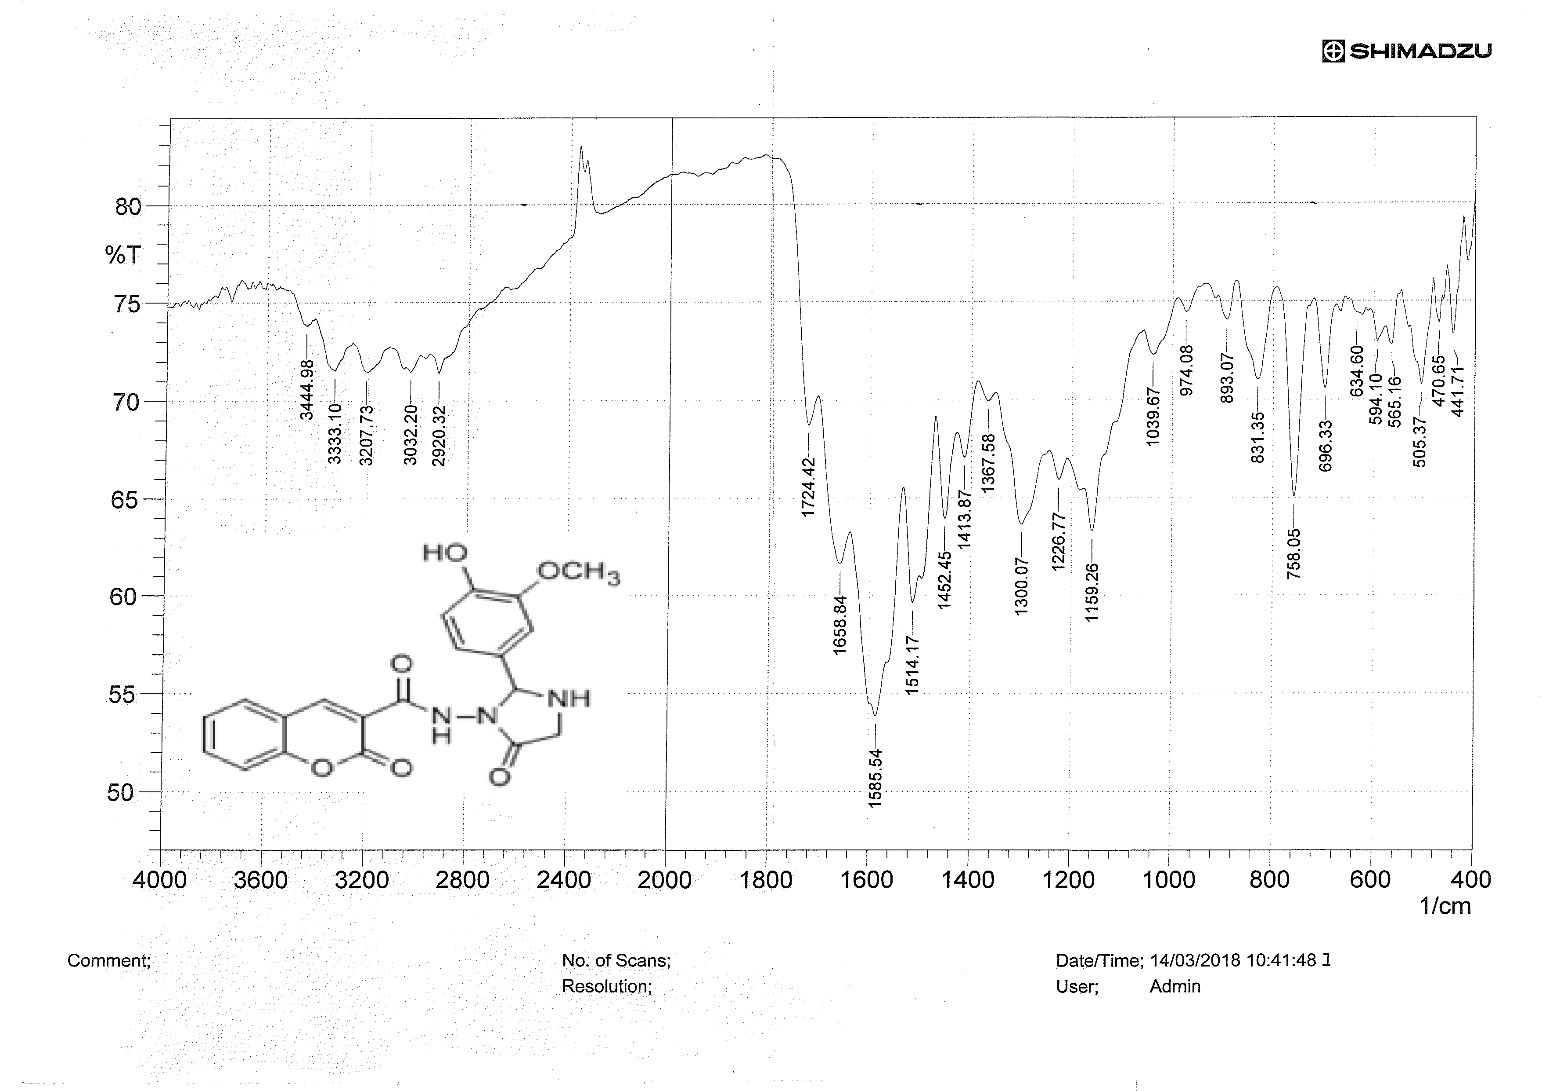 SHIMADZU
80
%T
75
70
65
60
55
50
3444.98
3333.10
3207.73
3032.20
2920.32
1724.42
1658.84
1585.54
1514.17
1452.45
1413.87
1367.58
1300.07
1226.77
1159.26
1039.67
974.08
893.07
831.35
758.05
696.33
634.60
594.10
565.16
505.37
470.65
441.71
HO
OCH3
O
NH
N
N
H
O
O
O
4000 3600 3200 2800 2400 2000 1800 1600 1400 1200 1000 800 600 400
1/cm
Comment; No. of Scans; Date/Time; 14/03/2018 10:41:48
Resolution; User; Admin